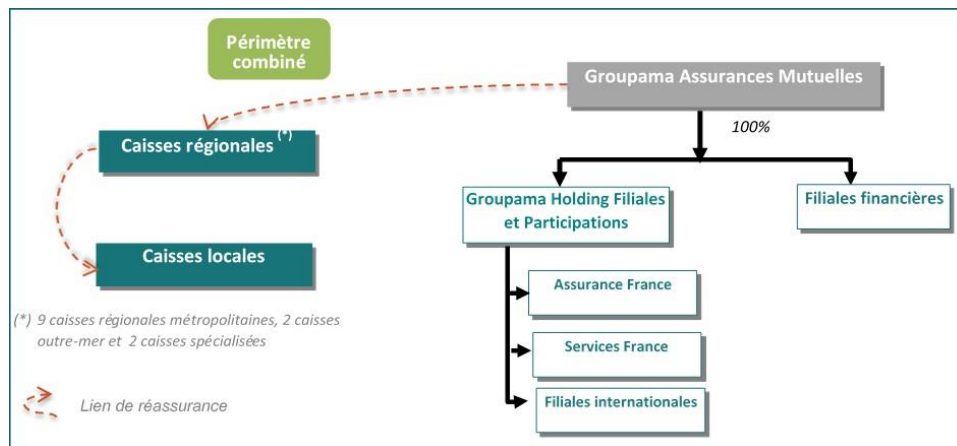 Périmètre
combiné
Groupama Assurances Mutuelles
100%
Caisses régionales (*)
Groupama Holding Filiales
et Participations
Filiales financières
Caisses locales
Assurance France
(*) 9 caisses régionales métropolitaines, 2 caisses
outre-mer et 2 caisses spécialisées
Services France
Filiales internationales
Lien de réassurance